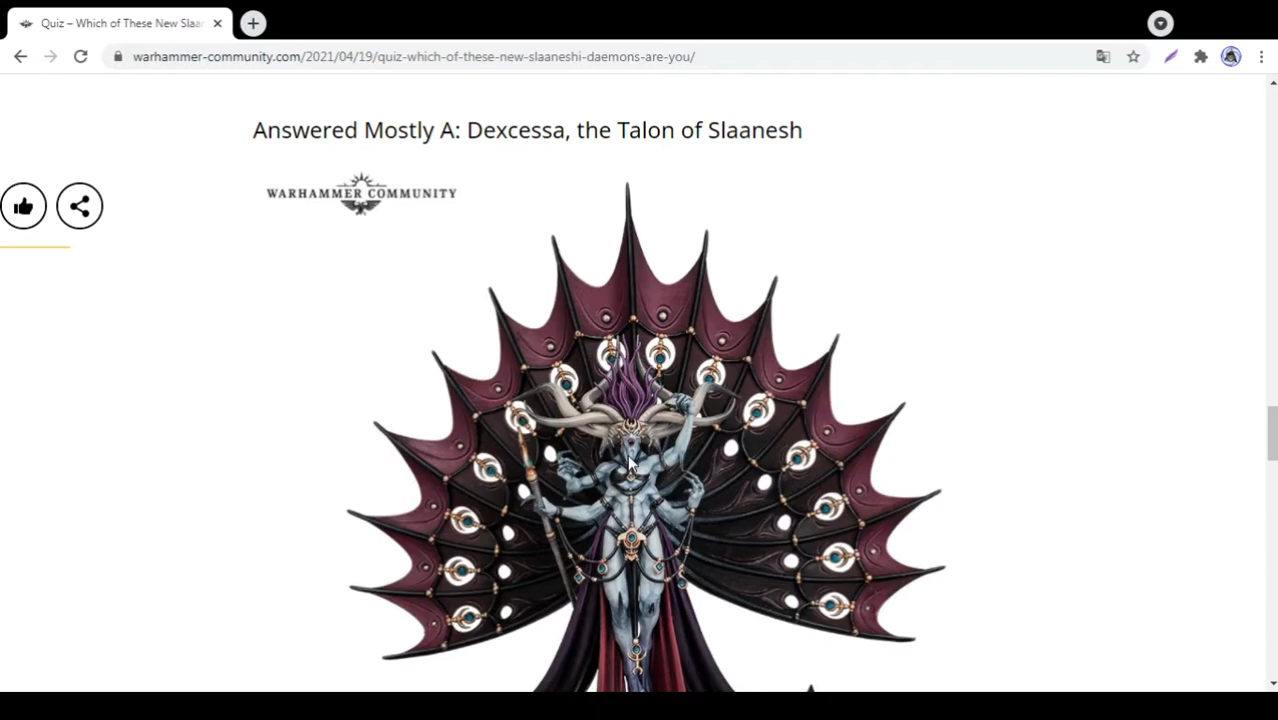 Quiz – Which of These New Slaa
warhammer-community.com/2021/04/19/quiz-which-of-these-new-slaaneshi-daemons-are-you/
Answered Mostly A: Dexcessa, the Talon of Slaanesh
WARHAMMER COMMUNITY